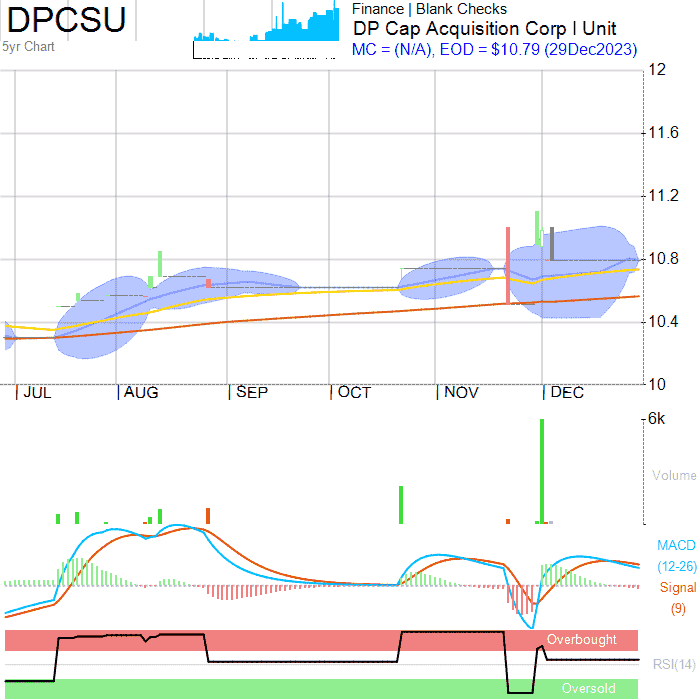 DPCSU
5yr Chart
Finance | Blank Checks
DP Cap Acquisition Corp I Unit
MC = (N/A), EOD = $10.79 (29Dec2023)
12
11.6
11.2
10.8
10.4
10
JUL
AUG
SEP
OCT
NOV
DEC
6k
Volume
MACD
(12-26)
Signal
(9)
Overbought
RSI(14)
Oversold